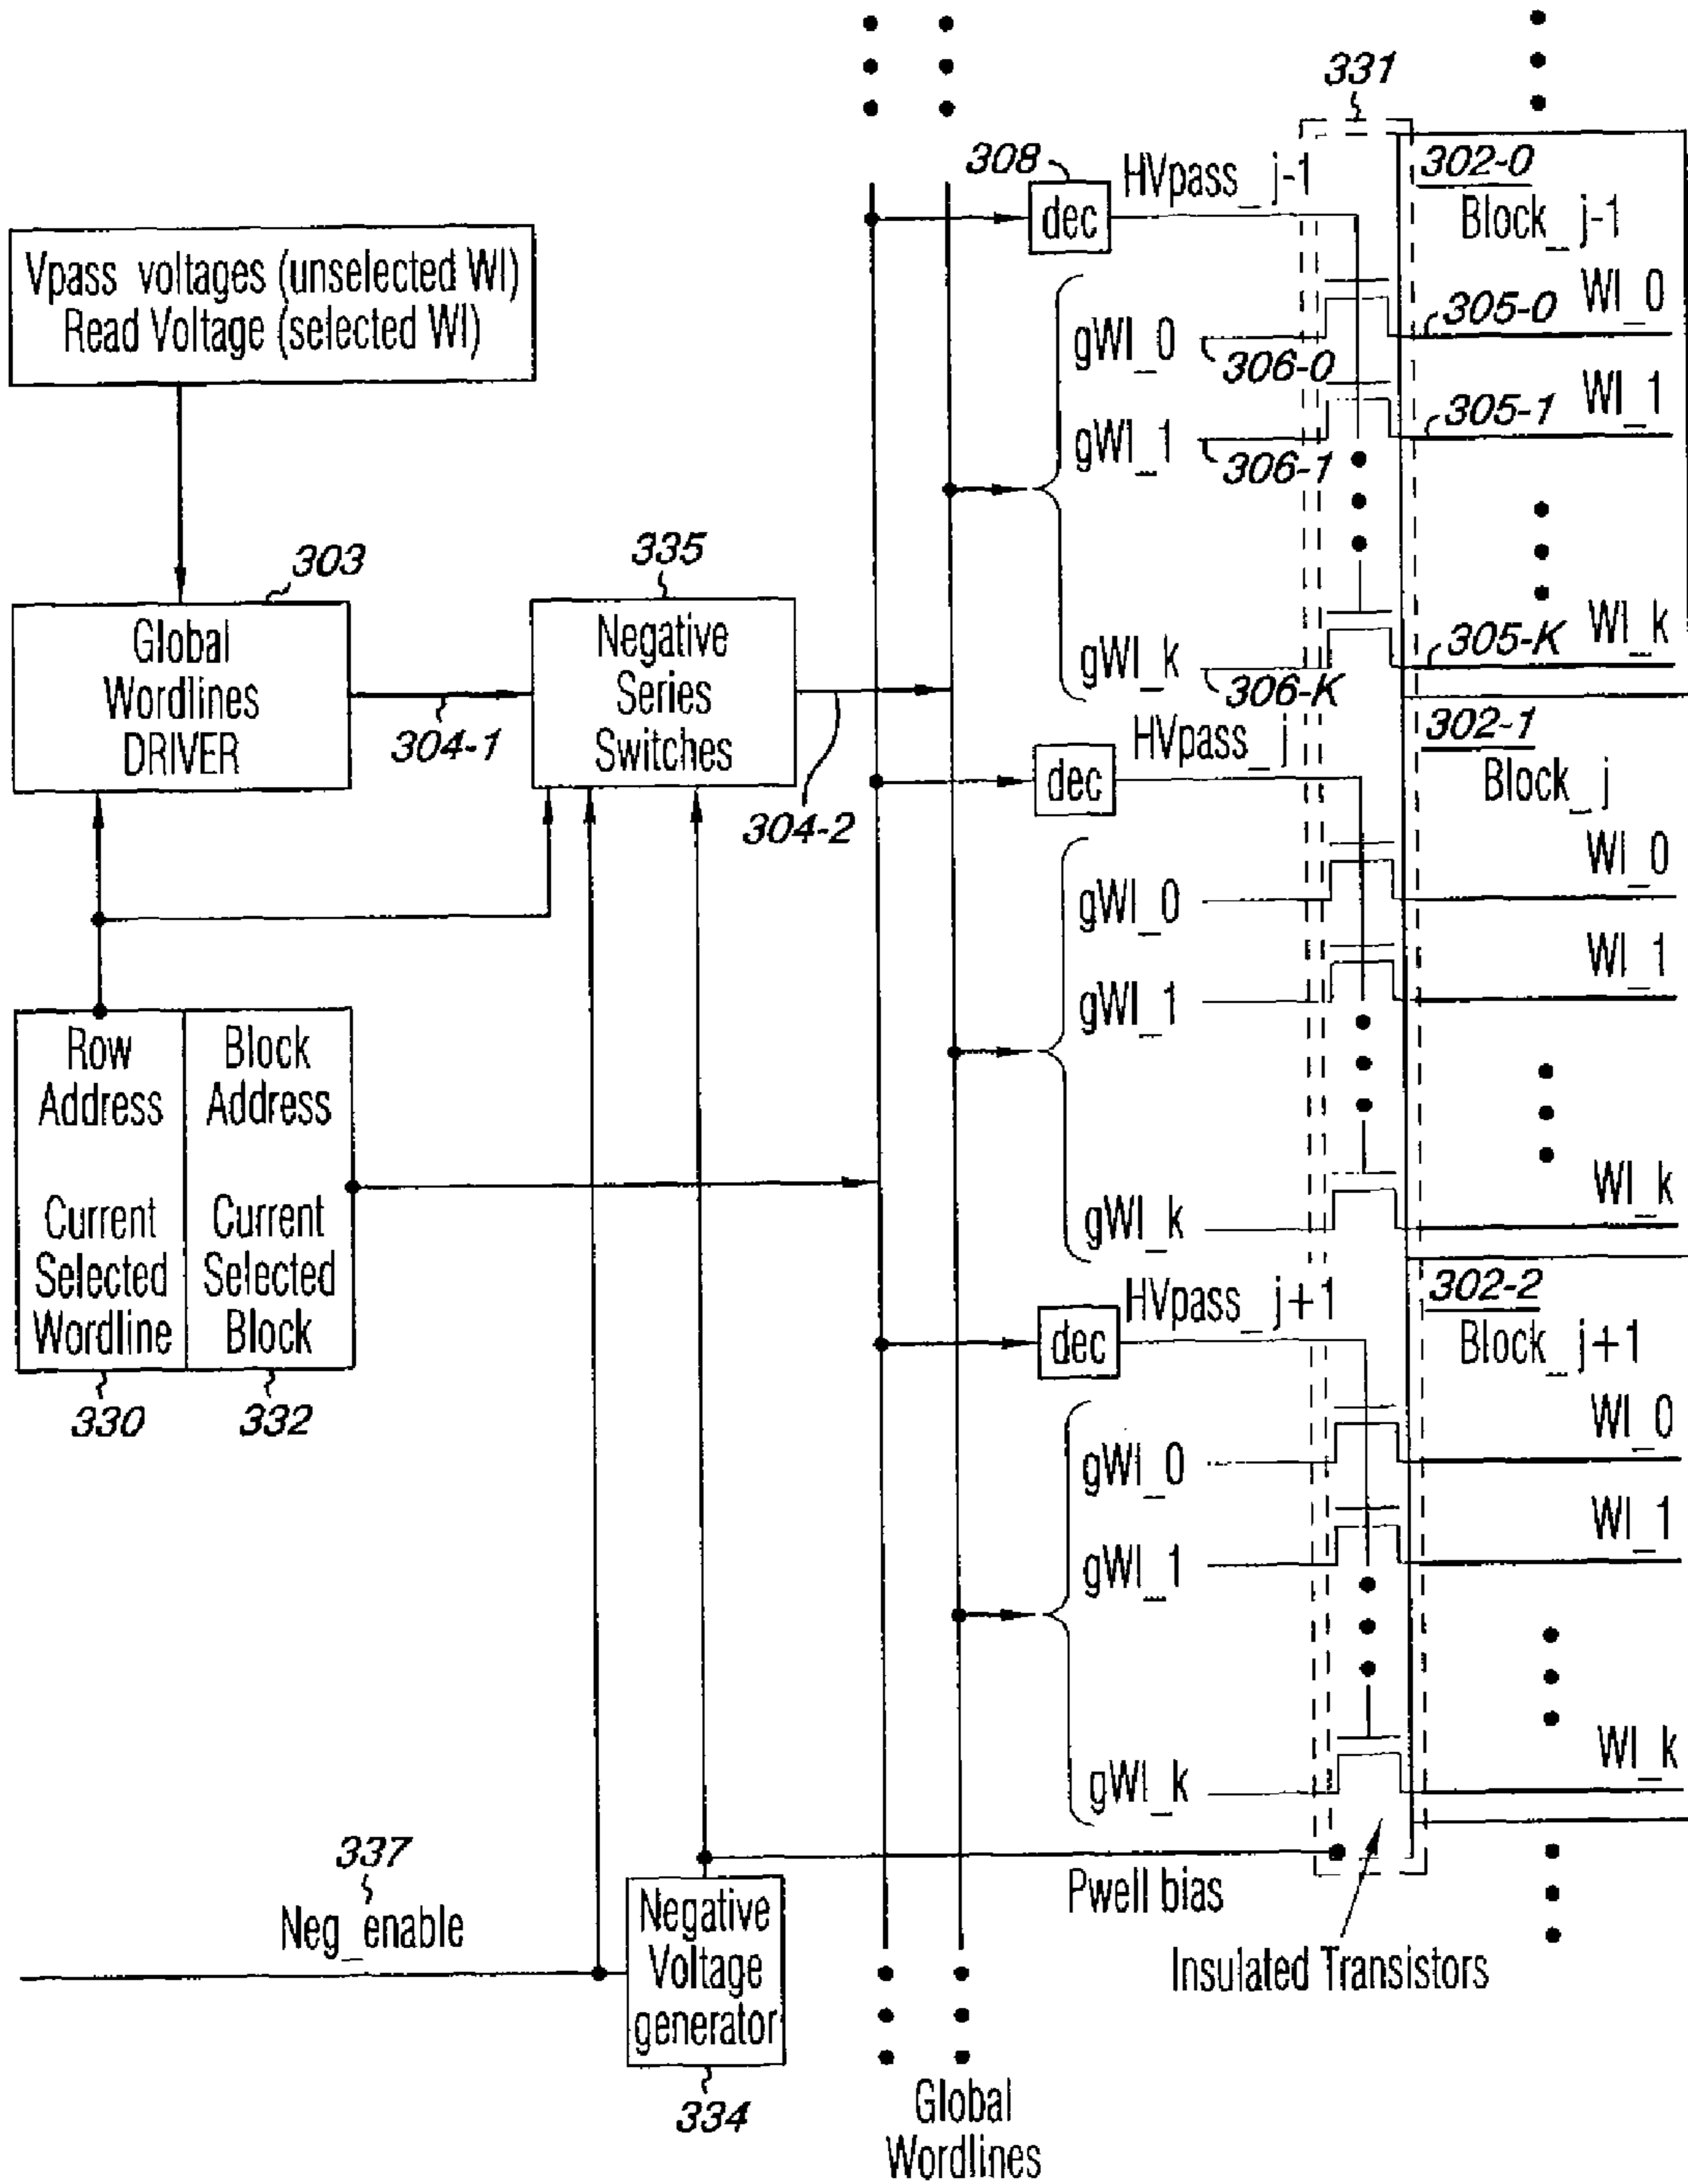 331
308
HVpass_j-1
302-0
dec
Block_j-1
Vpass voltages (unselected Wl)
Read Voltage (selected Wl)
gWl_0
306-0
305-0
Wl_0
gWl_1
306-1
305-1
Wl_1
gWl_k
306-K
305-K
Wl_k
303
Global
Wordlines
DRIVER
304-1
335
Negative
Series
Switches
304-2
HVpass_j
302-1
dec
Block_j
gWl_0
Wl_0
gWl_1
Wl_1
gWl_k
Wl_k
Row
Address
Current
Selected
Wordline
330
Block
Address
Current
Selected
Block
332
HVpass_j+1
302-2
dec
Block_j+1
gWl_0
Wl_0
gWl_1
Wl_1
gWl_k
Wl_k
337
Neg_enable
Negative
Voltage
generator
334
Pwell bias
Insulated Transistors
Global
Wordlines